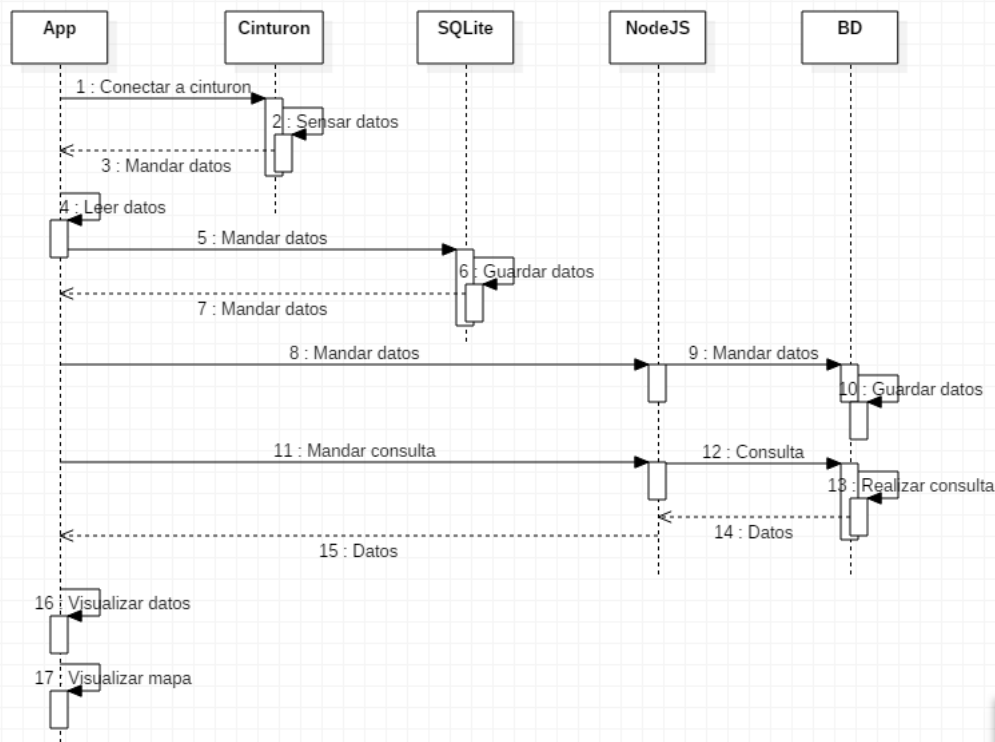 App
Cinturon
SQLite
NodeJS
BD
1 : Conectar a cinturon
2 : Sensar datos
3 : Mandar datos
4 : Leer datos
5 : Mandar datos
6 : Guardar datos
7 : Mandar datos
8 : Mandar datos
9 : Mandar datos
10 : Guardar datos
11 : Mandar consulta
12 : Consulta
13 : Realizar consulta
14 : Datos
15 : Datos
16 : Visualizar datos
17 : Visualizar mapa